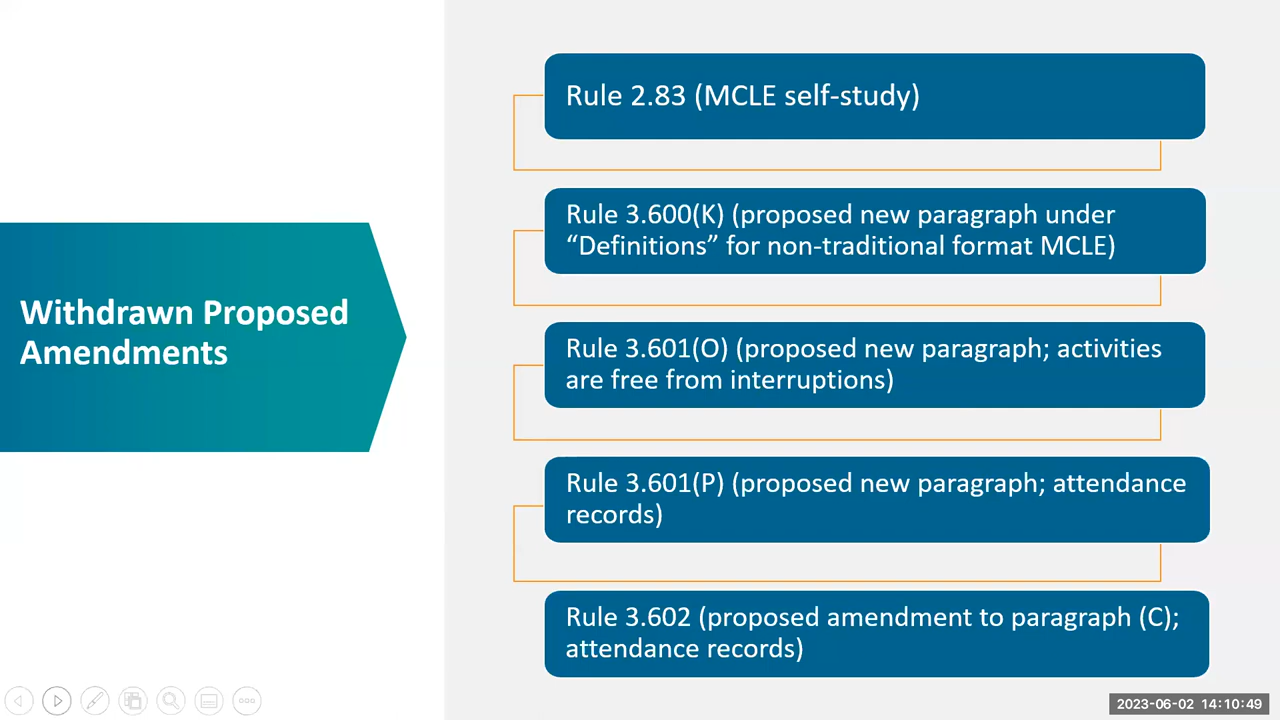 Withdrawn Proposed
Amendments
Rule 2.83 (MCLE self-study)
Rule 3.600(K) (proposed new paragraph under
“Definitions” for non-traditional format MCLE)
Rule 3.601(O) (proposed new paragraph; activities
are free from interruptions)
Rule 3.601(P) (proposed new paragraph; attendance
records)
Rule 3.602 (proposed amendment to paragraph (C);
attendance records)
2023-06-02 14:10:49